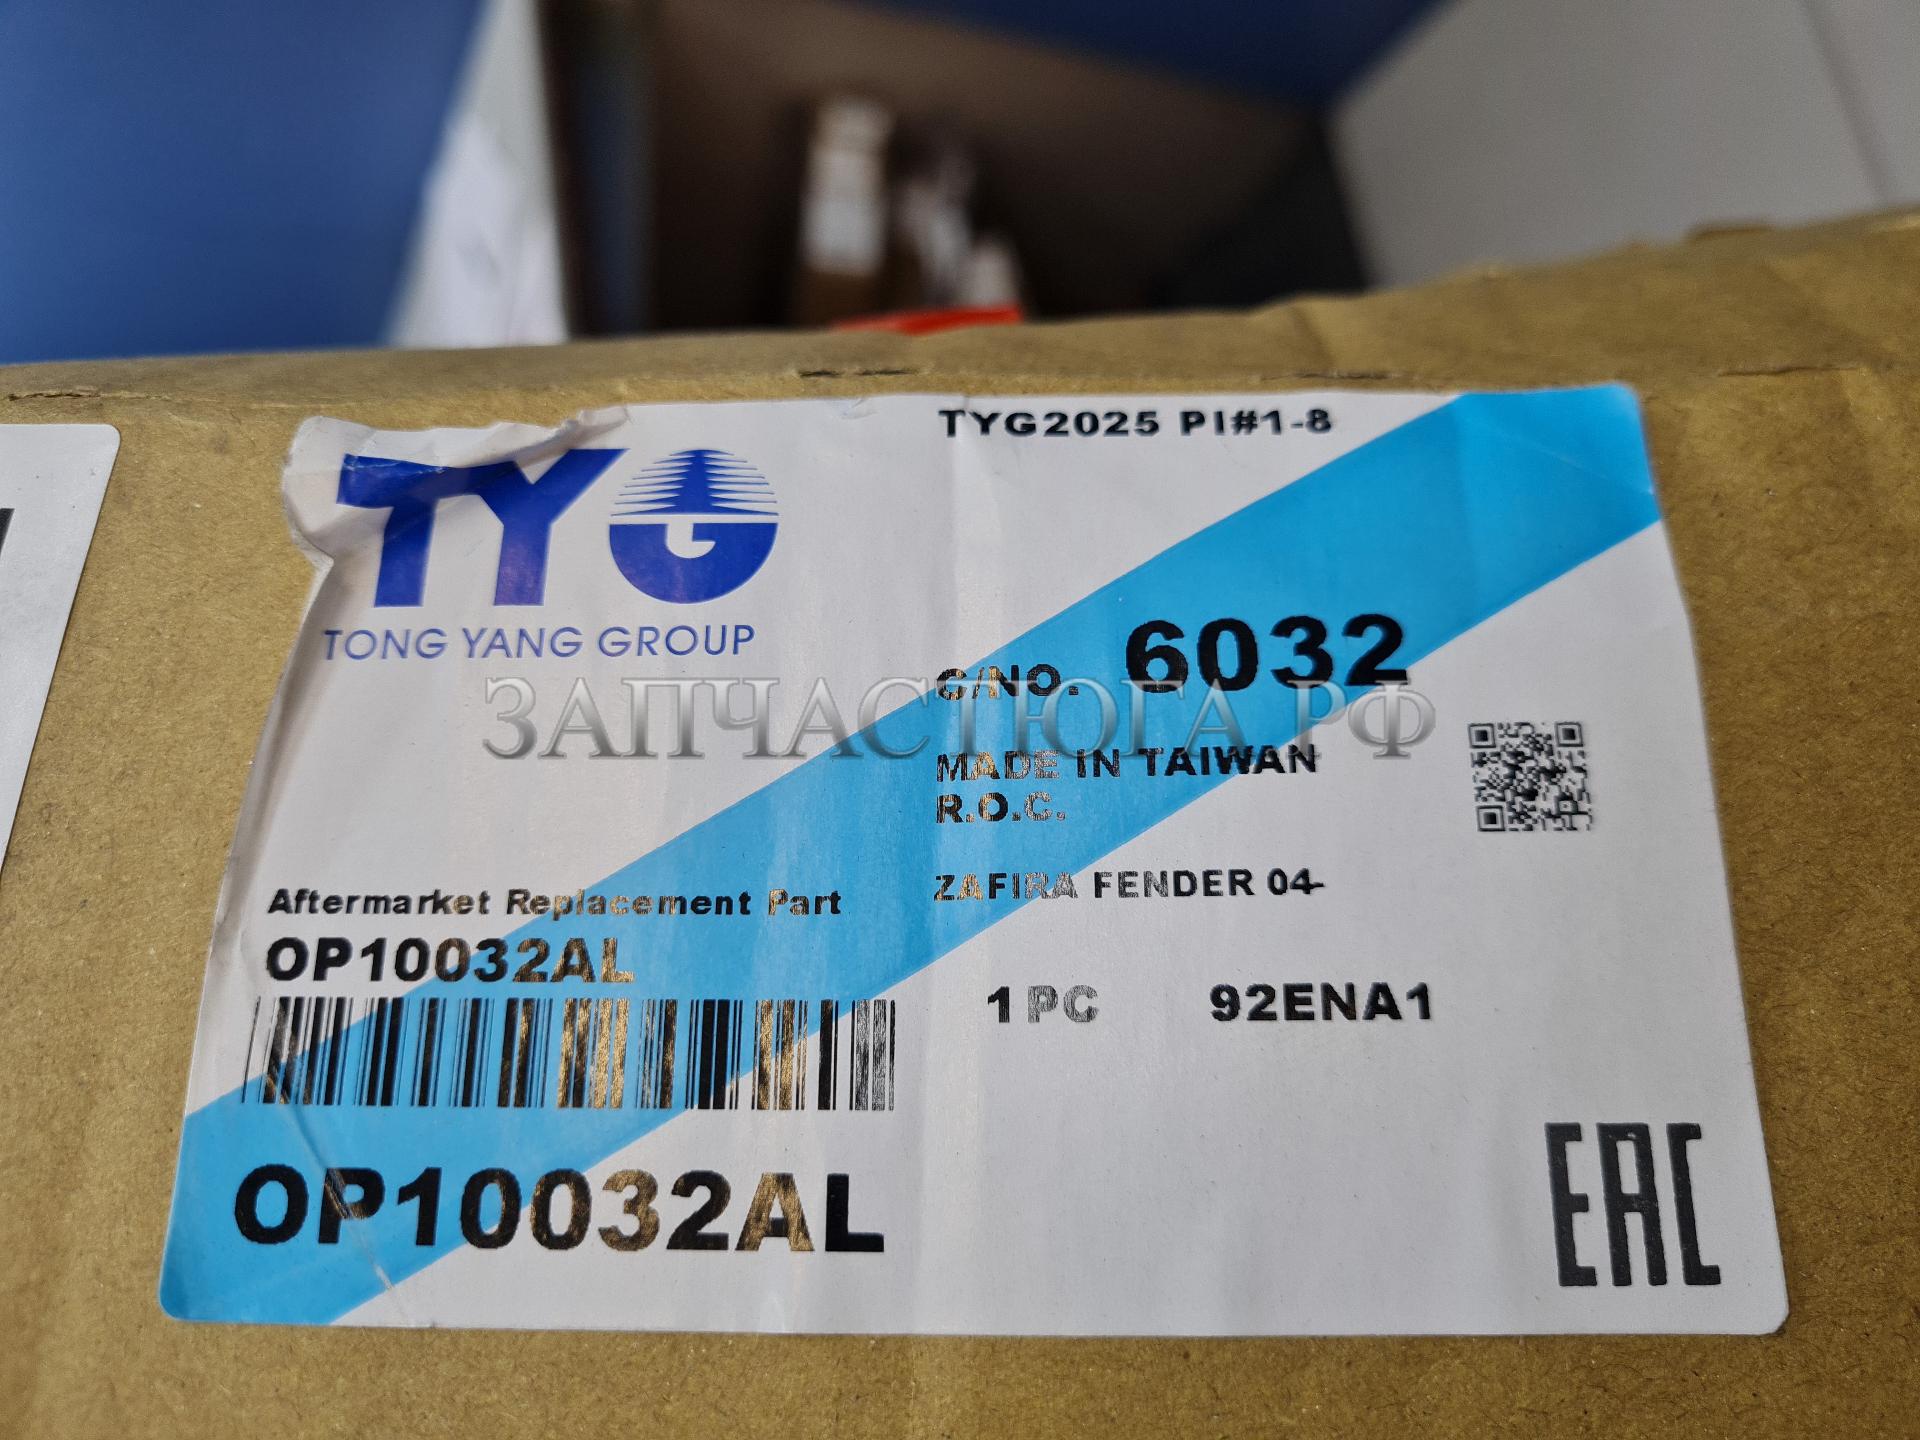 TYG2025 PI#1-8
TYG
TONG YANG GROUP
C/NO. 6032
ЗАПЧАСТЮГА.РФ
MADE IN TAIWAN
R.O.C.
Aftermarket Replacement Part
ZAFIRA FENDER 04-
OP10032AL
1 PC 92ENA1
OP10032AL
EAC